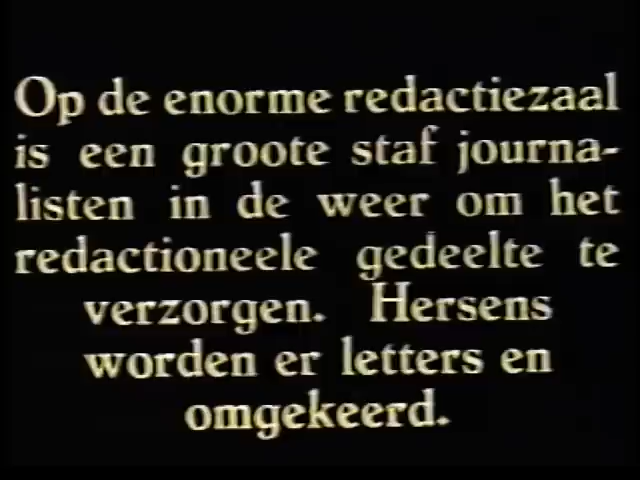 Op de enorme redactiezaal
is een groote staf journa-
listen in de weer om het
redactioneele gedeelte te
verzorgen. Hersens
worden er letters en
omgekeerd.